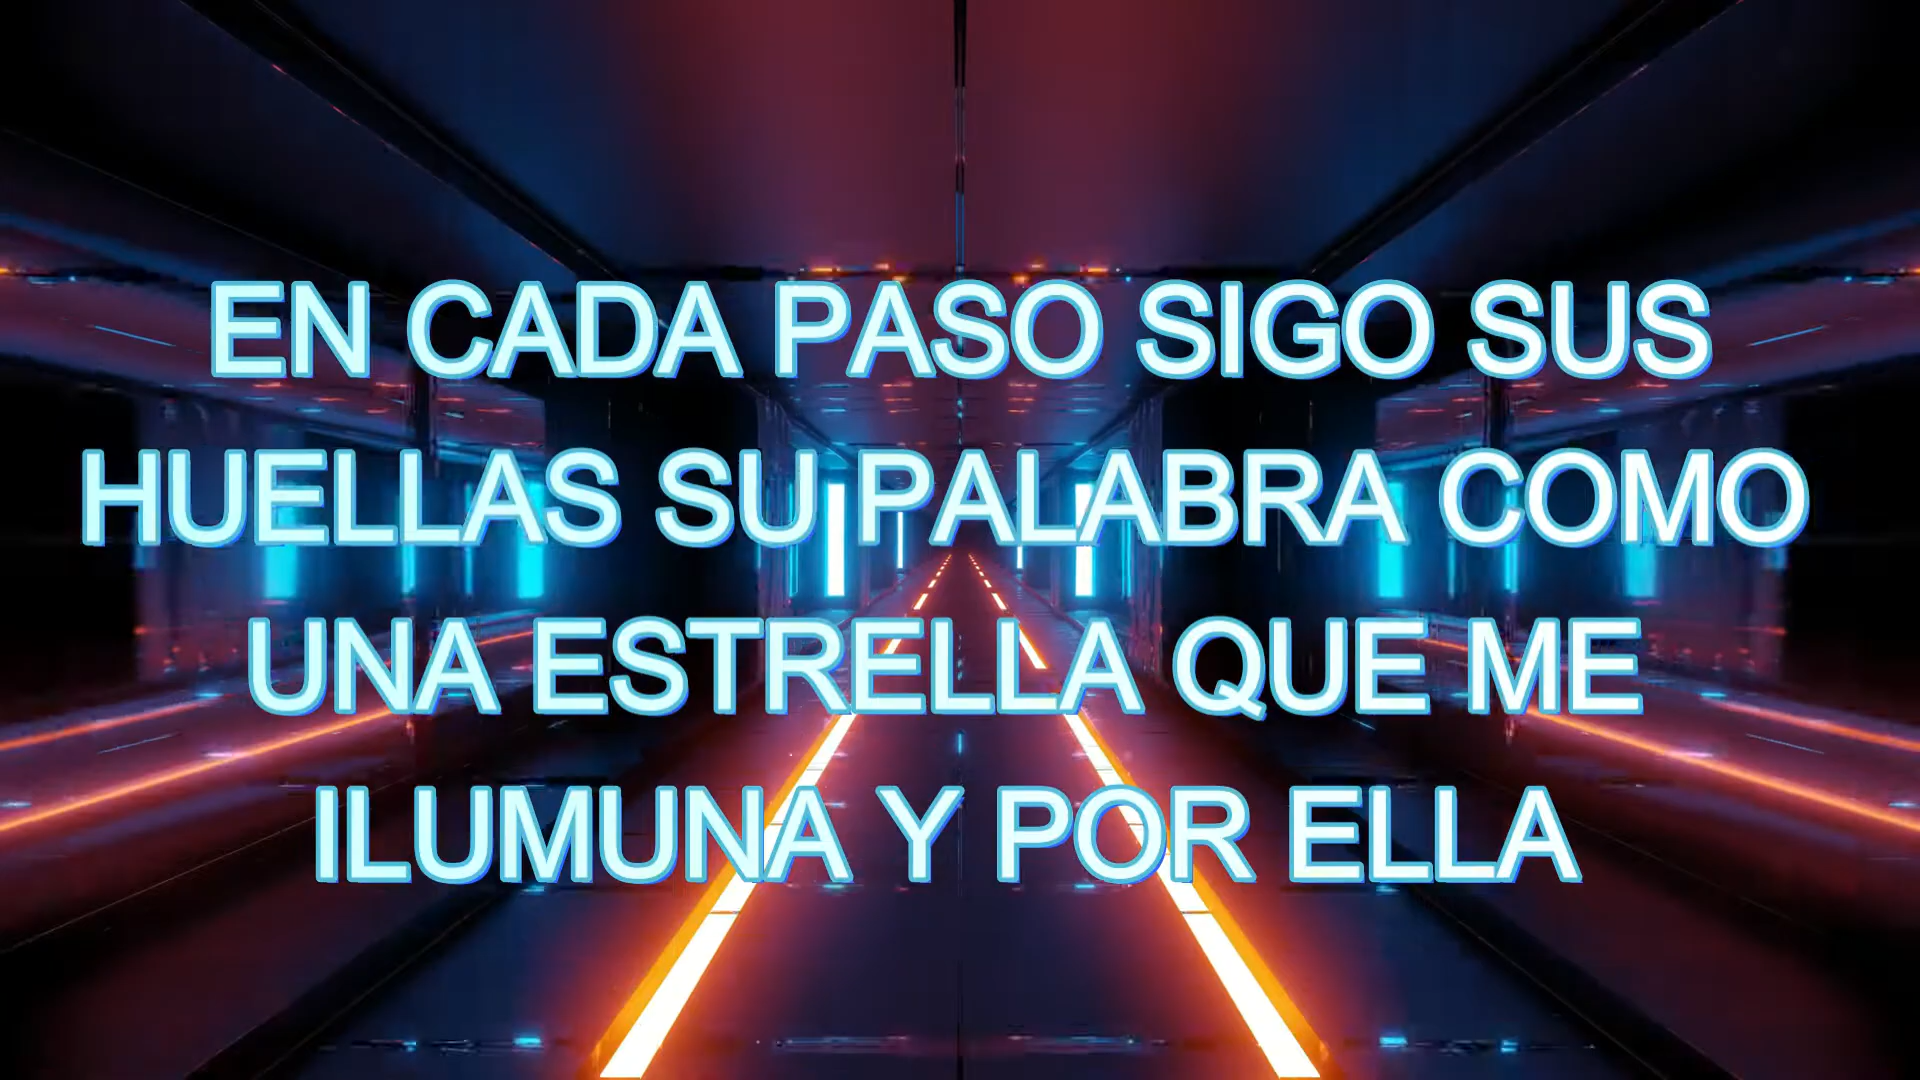 EN CADA PASO SIGO SUS
HUELLAS SU PALABRA COMO
UNA ESTRELLA QUE ME
ILUMUNA Y POR ELLA